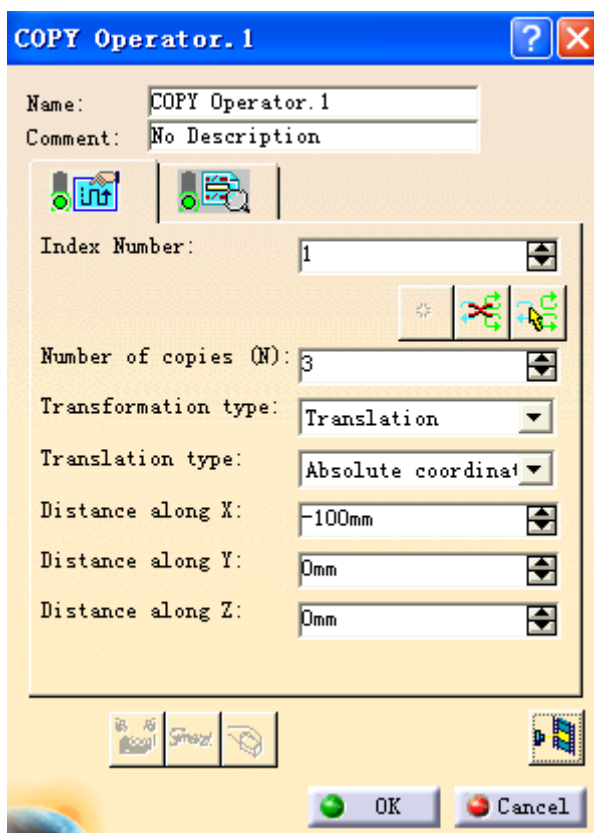 COPY Operator.1
Name: COPY Operator.1
Comment: No Description
Index Number: 1
Number of copies (N): 3
Transformation type: Translation
Translation type: Absolute coordinat
Distance along X: -100mm
Distance along Y: 0mm
Distance along Z: 0mm
OK Cancel